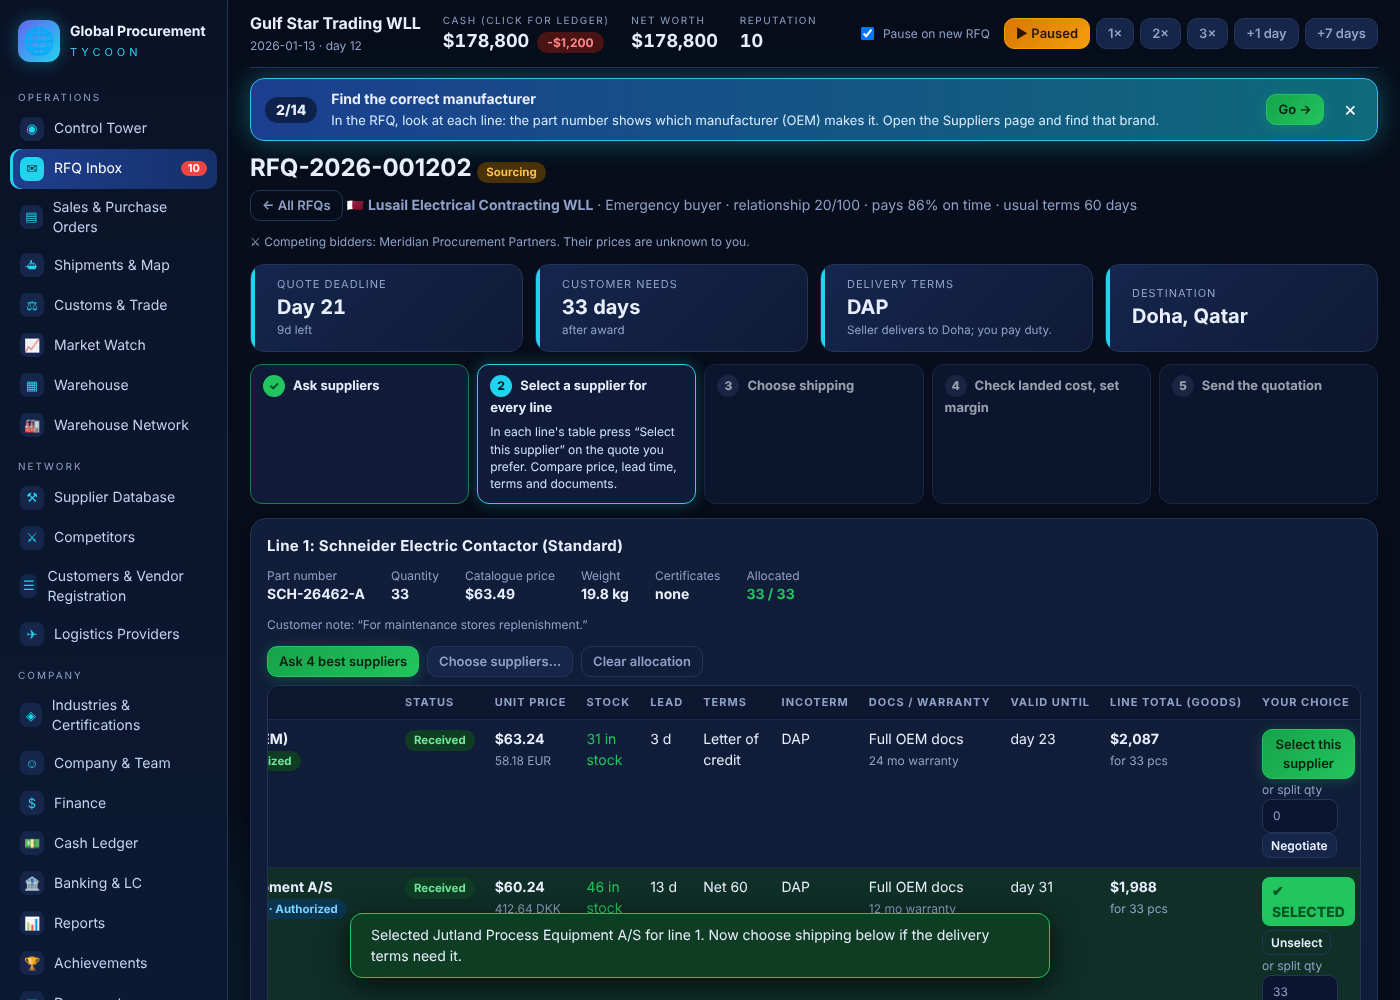 Global Procurement
TYCOON
OPERATIONS
Control Tower
RFQ Inbox 10
Sales & Purchase
Orders
Shipments & Map
Customs & Trade
Market Watch
Warehouse
Warehouse Network
NETWORK
Supplier Database
Competitors
Customers & Vendor
Registration
Logistics Providers
COMPANY
Industries &
Certifications
Company & Team
Finance
Cash Ledger
Banking & LC
Reports
Achievements
Gulf Star Trading WLL
2026-01-13 · day 12
CASH (CLICK FOR LEDGER)
$178,800 -$1,200
NET WORTH
$178,800
REPUTATION
10
Pause on new RFQ
▶ Paused
1×
2×
3×
+1 day
+7 days
2/14
Find the correct manufacturer
In the RFQ, look at each line: the part number shows which manufacturer (OEM) makes it. Open the Suppliers page and find that brand.
Go →
×
RFQ-2026-001202 Sourcing
← All RFQs Lusail Electrical Contracting WLL · Emergency buyer · relationship 20/100 · pays 86% on time · usual terms 60 days
⚔ Competing bidders: Meridian Procurement Partners. Their prices are unknown to you.
QUOTE DEADLINE
Day 21
9d left
CUSTOMER NEEDS
33 days
after award
DELIVERY TERMS
DAP
Seller delivers to Doha; you pay duty.
DESTINATION
Doha, Qatar
✓ Ask suppliers
2 Select a supplier for
every line
In each line's table press “Select
this supplier” on the quote you
prefer. Compare price, lead time,
terms and documents.
3 Choose shipping
4 Check landed cost, set
margin
5 Send the quotation
Line 1: Schneider Electric Contactor (Standard)
Part number Quantity Catalogue price Weight Certificates Allocated
SCH-26462-A 33 $63.49 19.8 kg none 33 / 33
Customer note: “For maintenance stores replenishment.”
Ask 4 best suppliers
Choose suppliers…
Clear allocation
STATUS UNIT PRICE STOCK LEAD TERMS INCOTERM DOCS / WARRANTY VALID UNTIL LINE TOTAL (GOODS) YOUR CHOICE
EM) Received $63.24 31 in 3 d Letter of DAP Full OEM docs day 23 $2,087 Select this
ized 58.18 EUR stock credit 24 mo warranty for 33 pcs supplier
or split qty
0
Negotiate
ment A/S Received $60.24 46 in 13 d Net 60 DAP Full OEM docs day 31 $1,988 ✔
· Authorized 412.64 DKK stock 12 mo warranty for 33 pcs SELECTED
Unselect
or split qty
33
Selected Jutland Process Equipment A/S for line 1. Now choose shipping below if the delivery
terms need it.